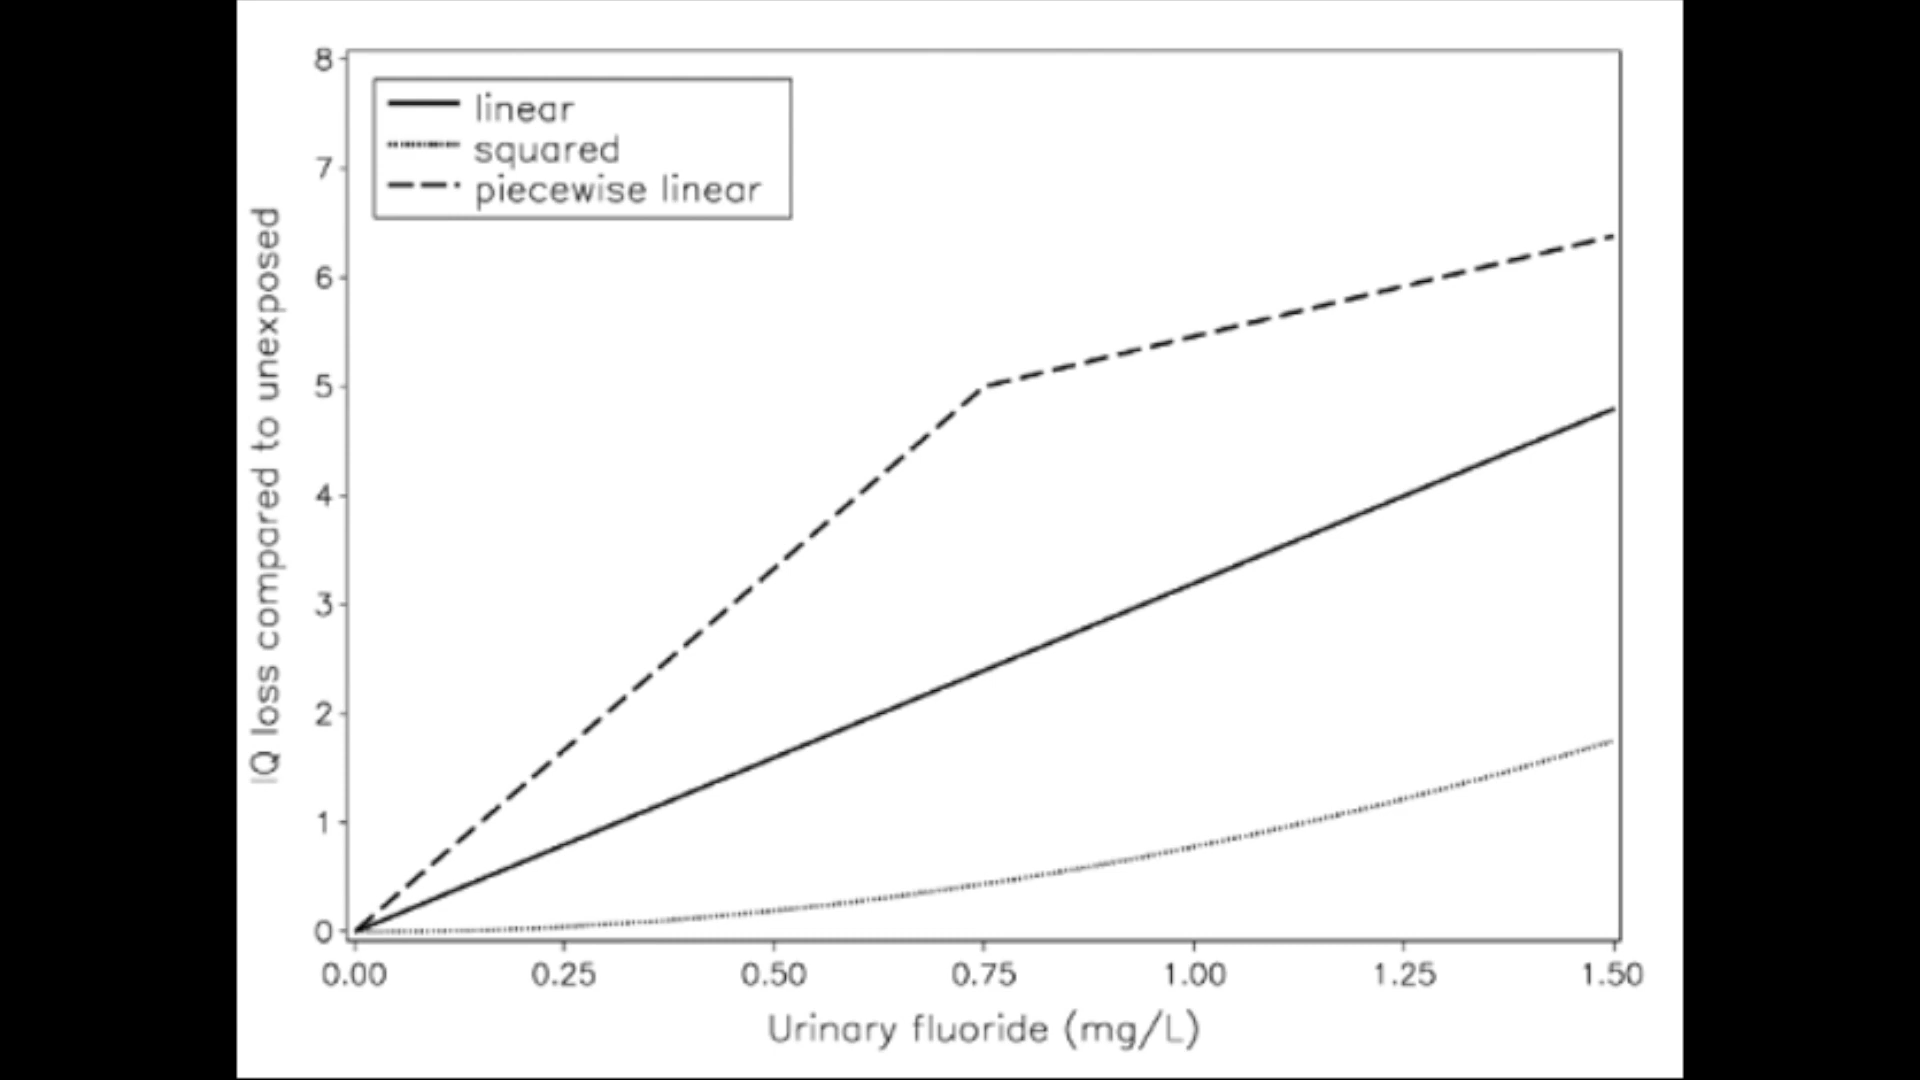 8
7
6
5
4
3
2
1
0
linear
squared
piecewise linear
IQ loss compared to unexposed
0.00 0.25 0.50 0.75 1.00 1.25 1.50
Urinary fluoride (mg/L)